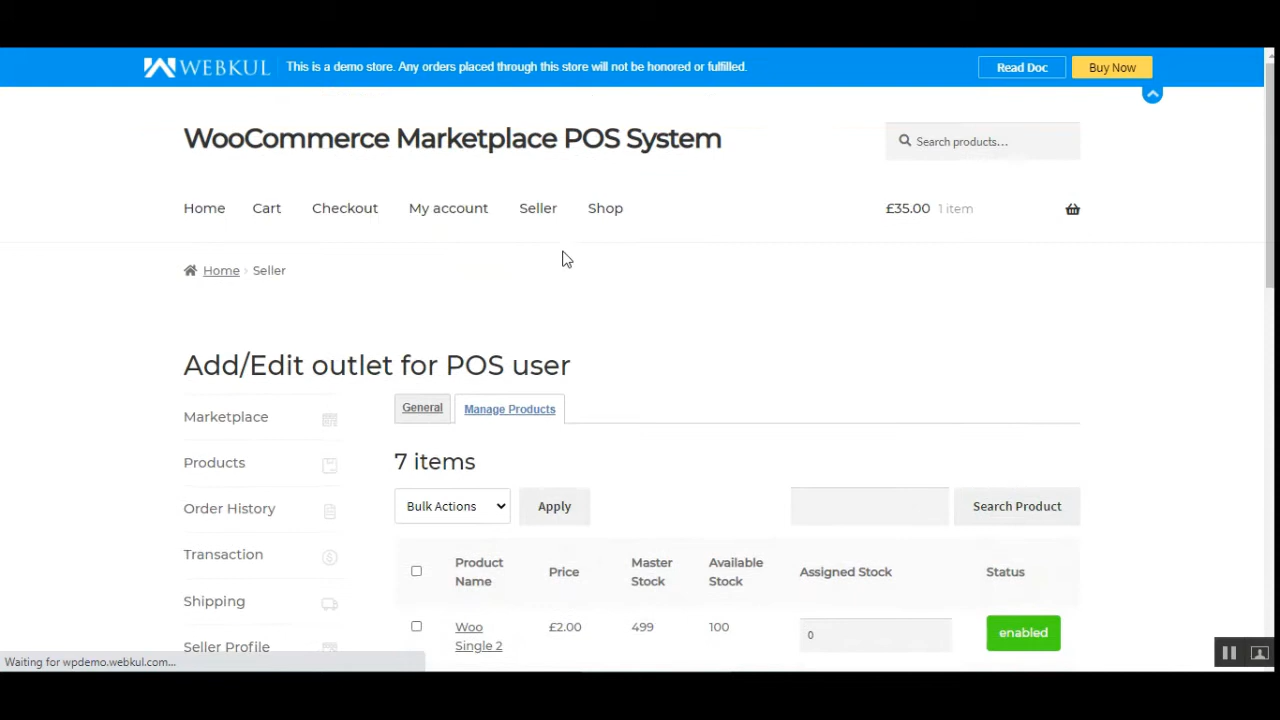 WEBKUL This is a demo store. Any orders placed through this store will not be honored or fulfilled. Read Doc Buy Now
WooCommerce Marketplace POS System Search products…
Home Cart Checkout My account Seller Shop £35.00 1 item
Home › Seller
Add/Edit outlet for POS user
Marketplace
Products
Order History
Transaction
Shipping
Seller Profile
General Manage Products
7 items
Bulk Actions Apply Search Product
Product Name Price Master Stock Available Stock Assigned Stock Status
Woo Single 2 £2.00 499 100 0 enabled
Waiting for wpdemo.webkul.com...